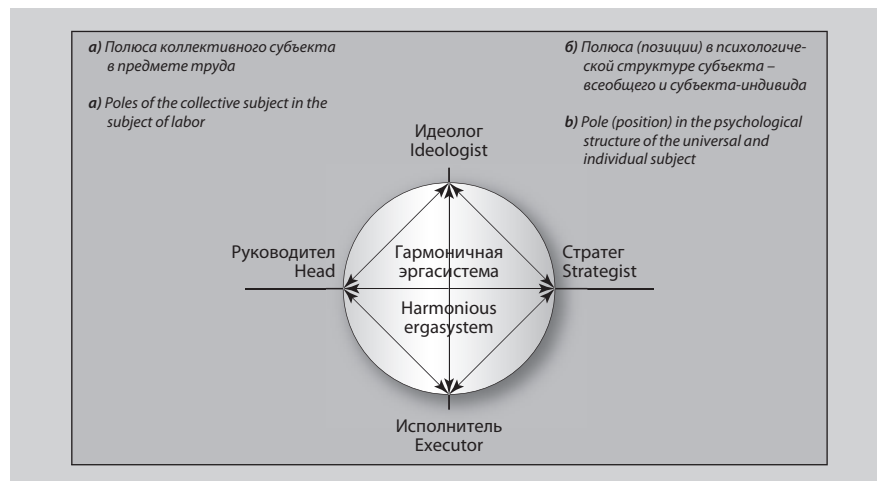 а) Полюса коллективного субъекта
в предмете труда
a) Poles of the collective subject in the
subject of labor
б) Полюса (позиции) в психологиче-
ской структуре субъекта –
всеобщего и субъекта-индивида
b) Pole (position) in the psychological
structure of the universal and
individual subject
Идеолог
Ideologist
Руководител
Head
Гармоничная
эргасистема
Harmonious
ergasystem
Стратег
Strategist
Исполнитель
Executor